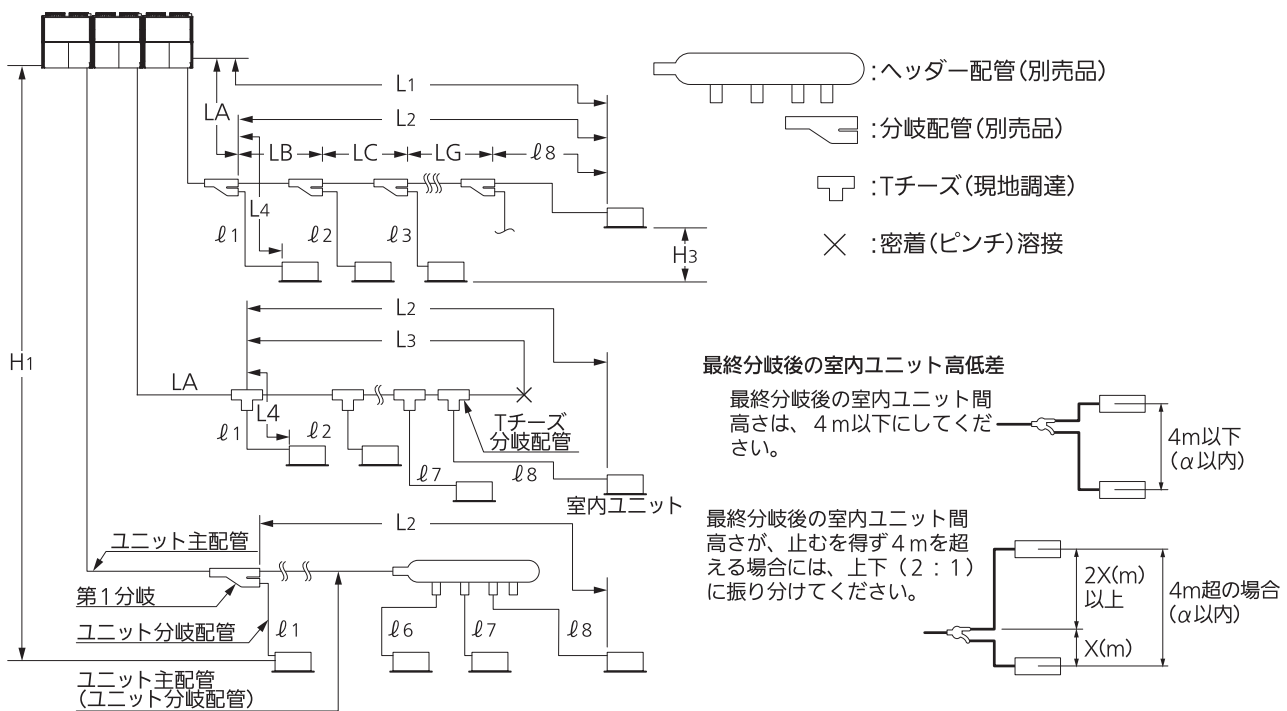 L1
LA
L2
LB
LC
LG
ℓ8
L4
ℓ1
ℓ2
ℓ3
H3
H1
:ヘッダー配管(別売品)
:分岐配管(別売品)
:Tチーズ(現地調達)
:密着(ピンチ)溶接
L2
L3
LA
L4
ℓ1
ℓ2
Tチーズ
分岐配管
ℓ7
ℓ8
室内ユニット
L2
ユニット主配管
第1分岐
ユニット分岐配管
ℓ1
ℓ6
ℓ7
ℓ8
ユニット主配管
(ユニット分岐配管)
最終分岐後の室内ユニット高低差
最終分岐後の室内ユニット間
高さは、4m以下にしてくだ
さい。
4m以下
(α以内)
最終分岐後の室内ユニット間
高さが、止むを得ず4mを超
える場合には、上下(2:1)
に振り分けてください。
2X(m)
以上
X(m)
4m超の場合
(α以内)